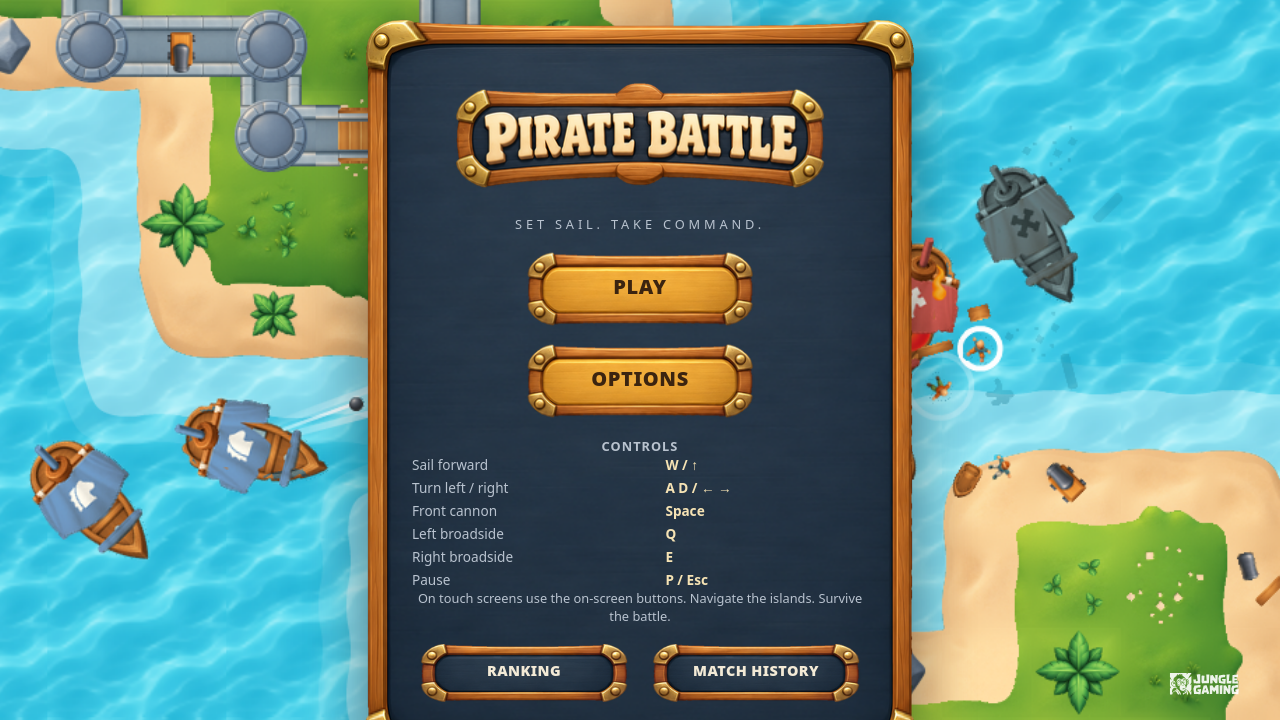 PIRATE BATTLE
SET SAIL. TAKE COMMAND.
PLAY
OPTIONS
CONTROLS
Sail forward W / ↑
Turn left / right A D / ← →
Front cannon Space
Left broadside Q
Right broadside E
Pause P / Esc
On touch screens use the on-screen buttons. Navigate the islands. Survive
the battle.
RANKING MATCH HISTORY
JUNGLE
GAMING